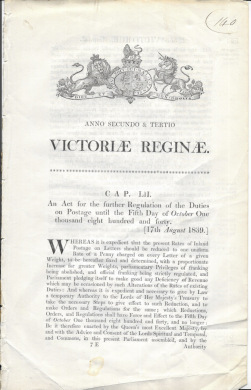 140
ANNO SECUNDO & TERTIO
VICTORIÆ REGINÆ.
CAP. LII.
An Act for the further Regulation of the Duties
on Postage until the Fifth Day of October One
thousand eight hundred and forty.
[17th August 1839.]
WHEREAS it is expedient that the present Rates of Inland
Postage on Letters should be reduced to one uniform
Rate of a Penny charged on every Letter of a given
Weight, to be hereafter fixed and determined, with a proportionate
Increase for greater Weights, parliamentary Privileges of franking
being abolished, and official franking being strictly regulated, and
Parliament pledging itself to make good any Deficiency of Revenue
which may be occasioned by such Alterations of the Rates of existing
Duties: And whereas it is expedient and necessary to give by Law
a temporary Authority to the Lords of Her Majesty's Treasury to
take the necessary Steps to give effect to such Reduction, and to
make Orders and Regulations for the same; which Reductions,
Orders, and Regulations shall have Force and Effect to the Fifth Day
of October One thousand eight hundred and forty, and no longer:
Be it therefore enacted by the Queen's most Excellent Majesty, by
and with the Advice and Consent of the Lords Spiritual and Temporal,
and Commons, in this present Parliament assembled, and by the
Authority